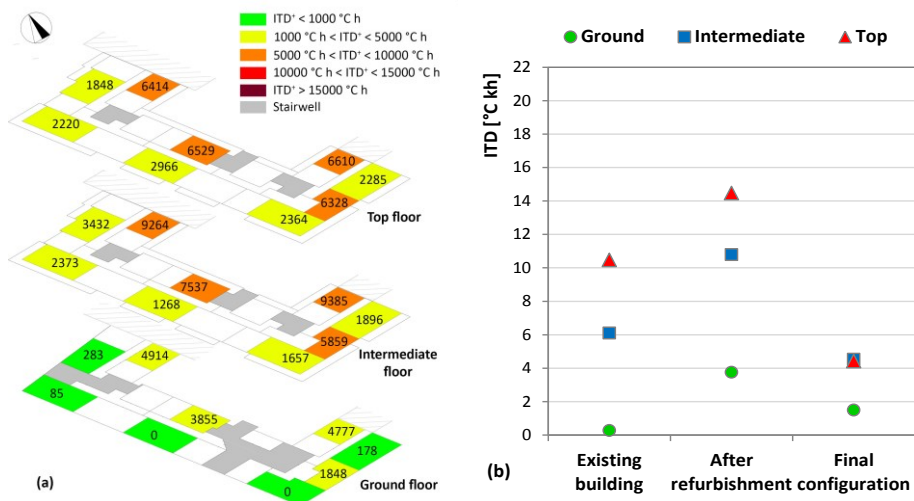 ITD⁺ < 1000 °C h
1000 °C h < ITD⁺ < 5000 °C h
5000 °C h < ITD⁺ < 10000 °C h
10000 °C h < ITD⁺ < 15000 °C h
ITD⁺ > 15000 °C h
Stairwell
1848
6414
2220
6529
2966
6610
2285
6328
2364
Top floor
3432
9264
2373
7537
1268
9385
1896
5859
1657
Intermediate
floor
283
4914
85
3855
0
4777
178
1848
0
Ground floor
(a)
Ground
Intermediate
Top
ITD [°C kh]
22
20
18
16
14
12
10
8
6
4
2
0
Existing
building
After
refurbishment
Final
configuration
(b)